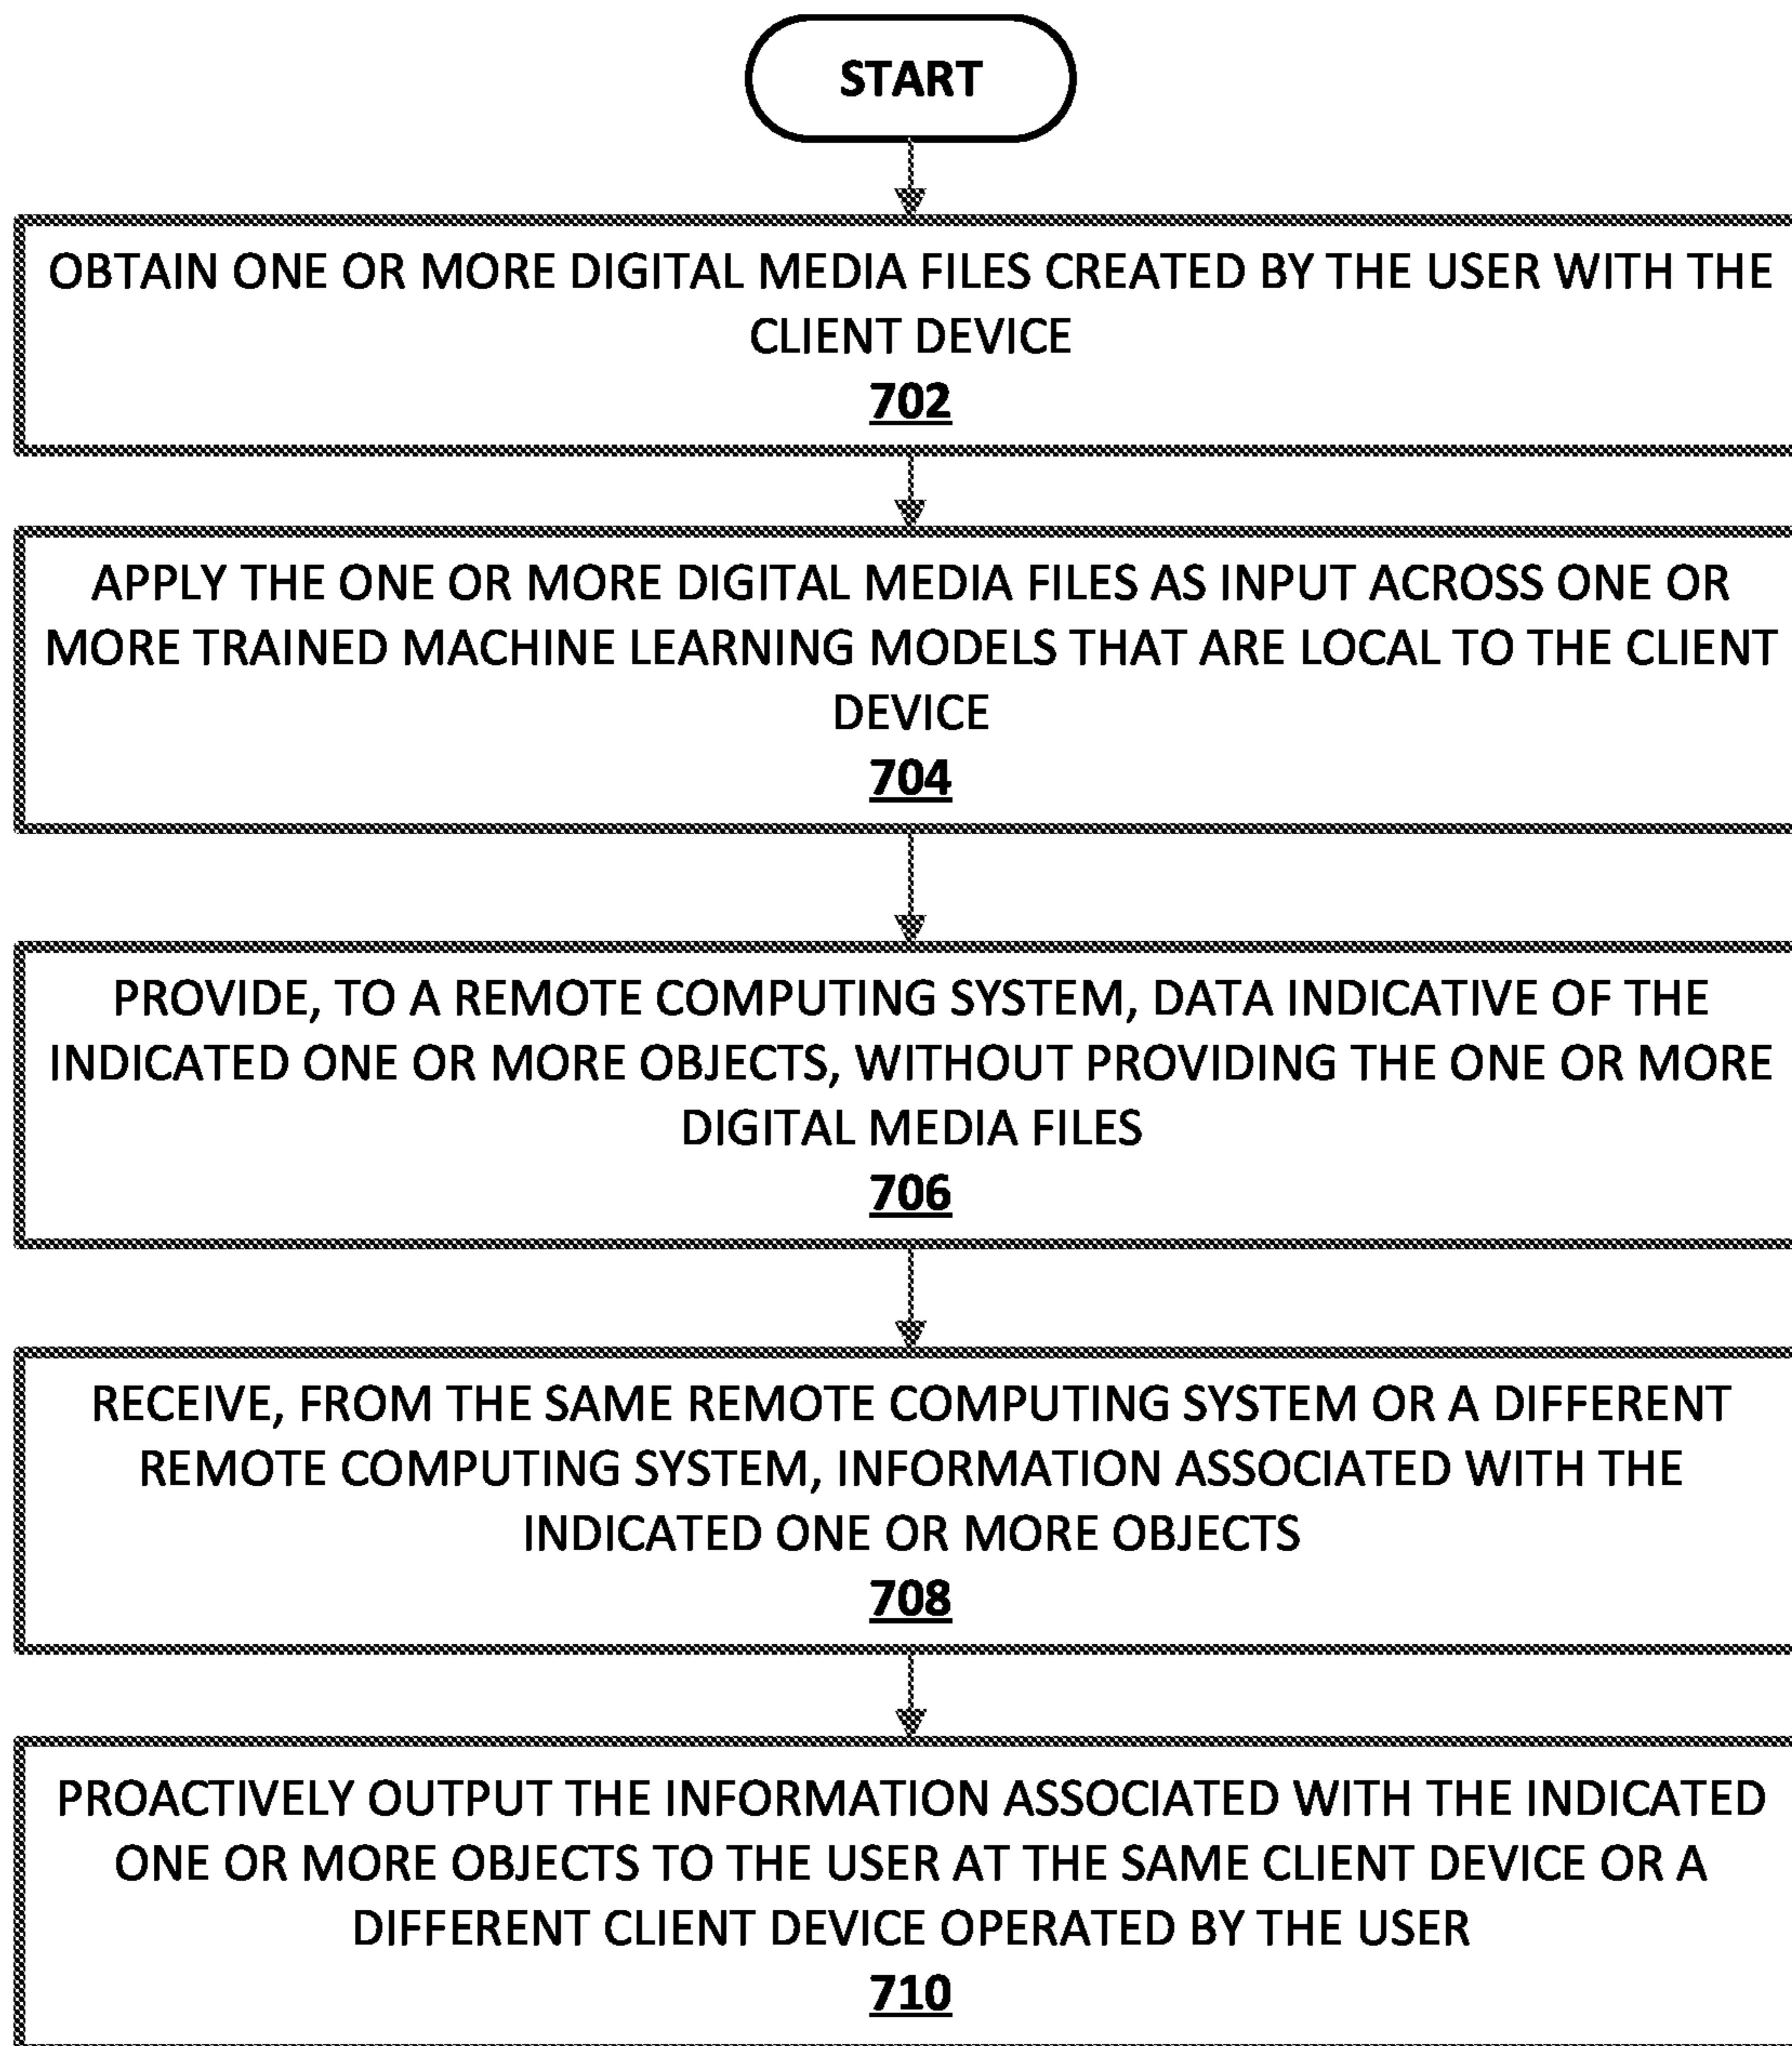 START
OBTAIN ONE OR MORE DIGITAL MEDIA FILES CREATED BY THE USER WITH THE
CLIENT DEVICE
702
APPLY THE ONE OR MORE DIGITAL MEDIA FILES AS INPUT ACROSS ONE OR
MORE TRAINED MACHINE LEARNING MODELS THAT ARE LOCAL TO THE CLIENT
DEVICE
704
PROVIDE, TO A REMOTE COMPUTING SYSTEM, DATA INDICATIVE OF THE
INDICATED ONE OR MORE OBJECTS, WITHOUT PROVIDING THE ONE OR MORE
DIGITAL MEDIA FILES
706
RECEIVE, FROM THE SAME REMOTE COMPUTING SYSTEM OR A DIFFERENT
REMOTE COMPUTING SYSTEM, INFORMATION ASSOCIATED WITH THE
INDICATED ONE OR MORE OBJECTS
708
PROACTIVELY OUTPUT THE INFORMATION ASSOCIATED WITH THE INDICATED
ONE OR MORE OBJECTS TO THE USER AT THE SAME CLIENT DEVICE OR A
DIFFERENT CLIENT DEVICE OPERATED BY THE USER
710